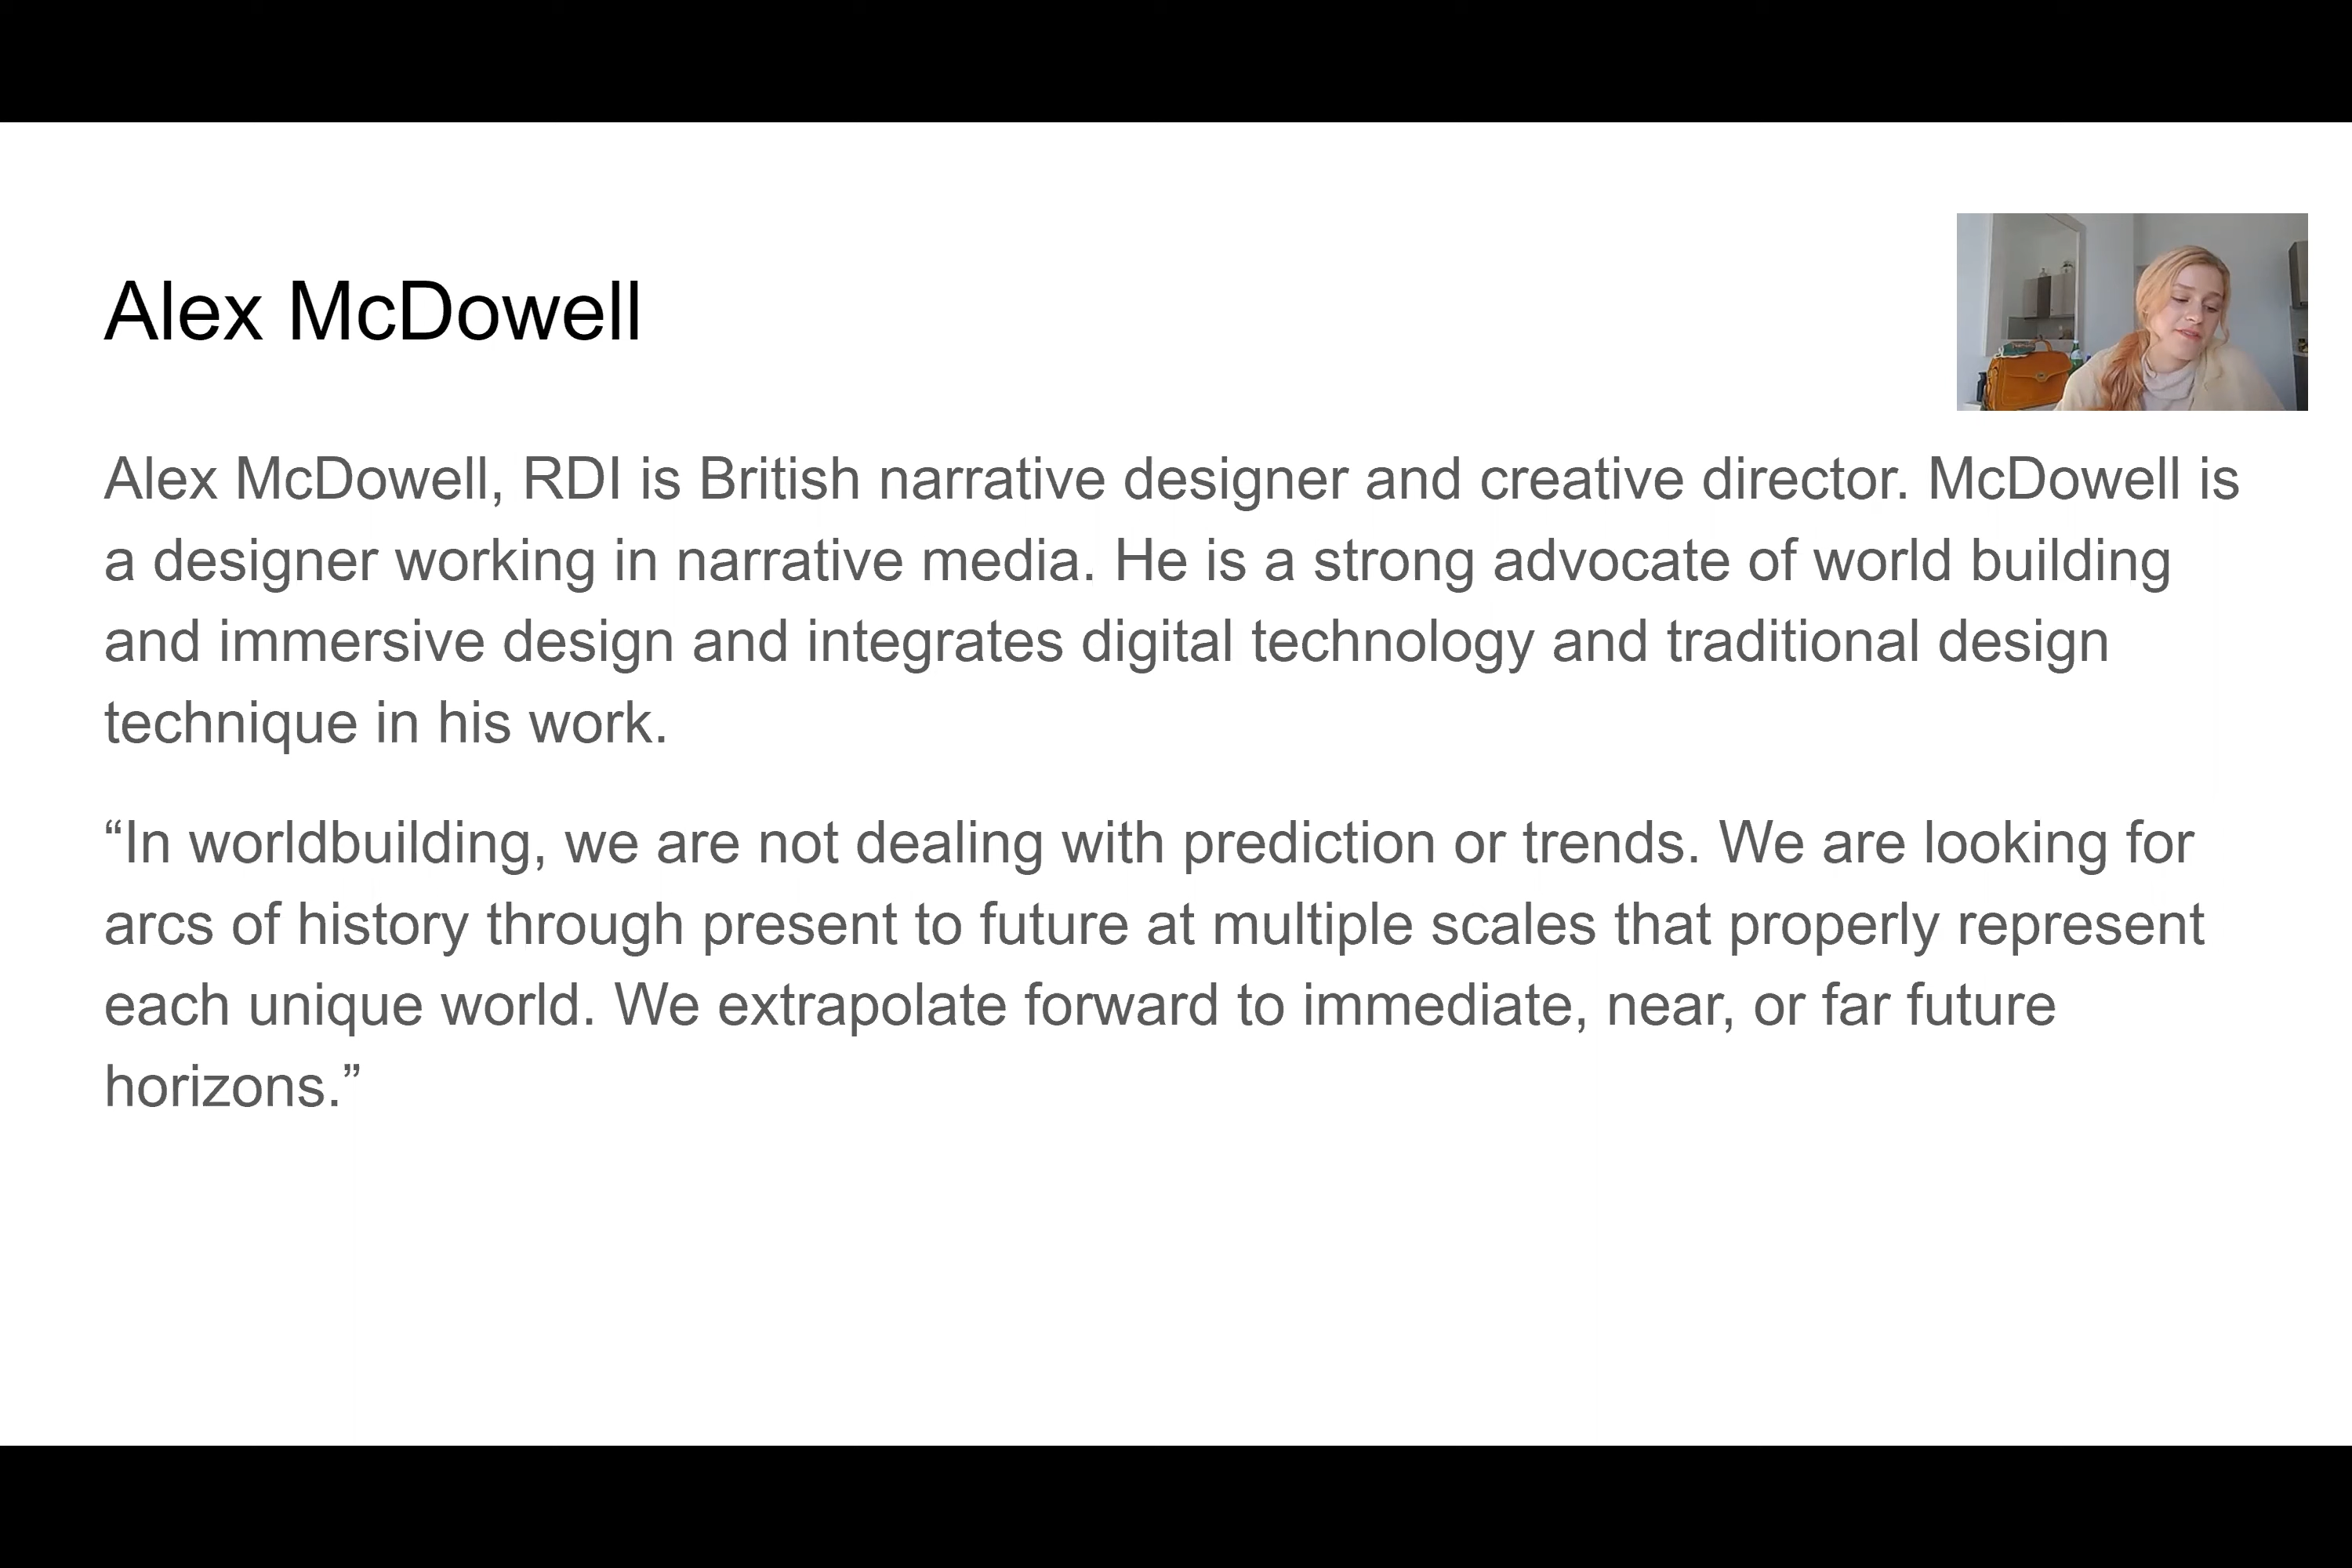 Alex McDowell
Alex McDowell, RDI is British narrative designer and creative director. McDowell is
a designer working in narrative media. He is a strong advocate of world building
and immersive design and integrates digital technology and traditional design
technique in his work.
“In worldbuilding, we are not dealing with prediction or trends. We are looking for
arcs of history through present to future at multiple scales that properly represent
each unique world. We extrapolate forward to immediate, near, or far future
horizons.”